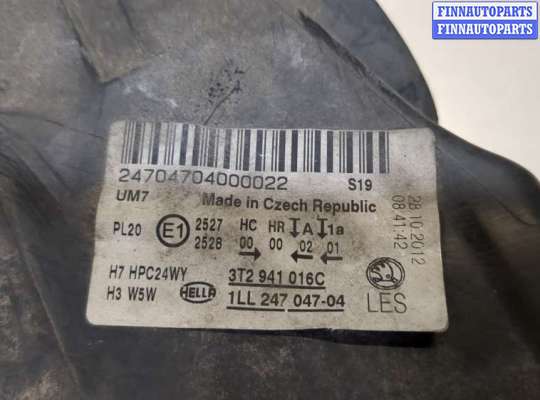 FINNAUTOPARTS
FINNAUTOPARTS
24704704000022 S19
UM7 Made in Czech Republic
PL20 E1 2527 HC HR A 1a
2528 00 00 02 01
H7 HPC24WY 3T2 941 016C
H3 W5W HELLA 1LL 247 047-04
LES
28.10.2012
08:41:42